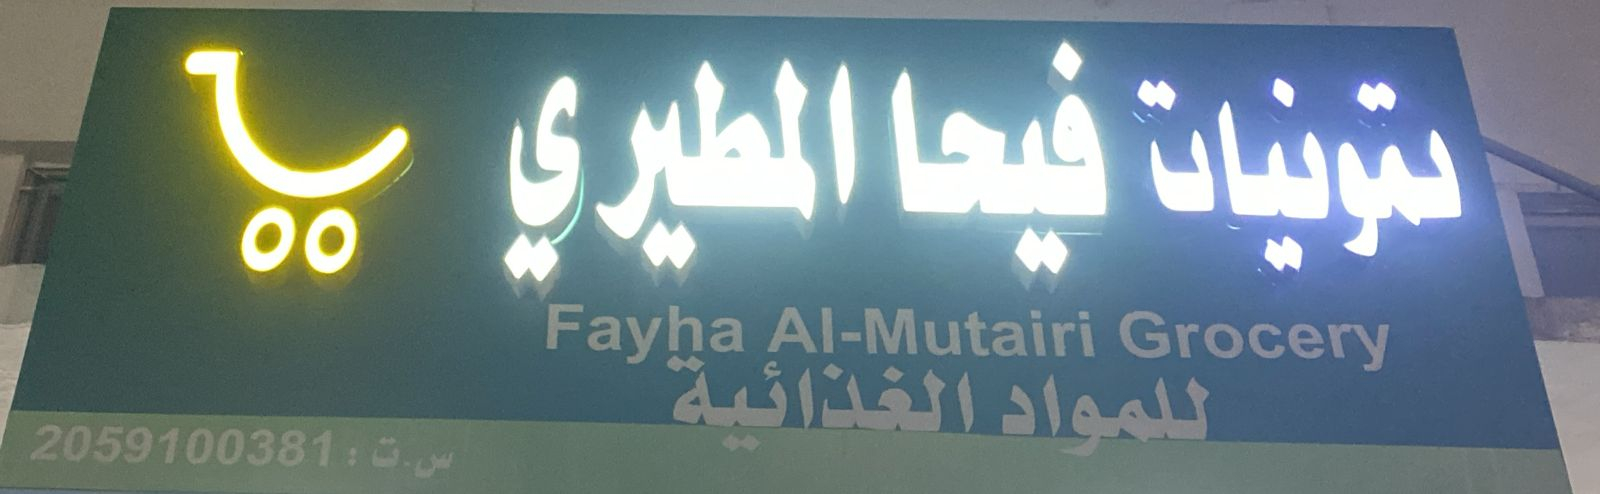 تموينات فيحا المطيري
Fayha Al-Mutairi Grocery
للمواد الغذائية
س.ت : 2059100381